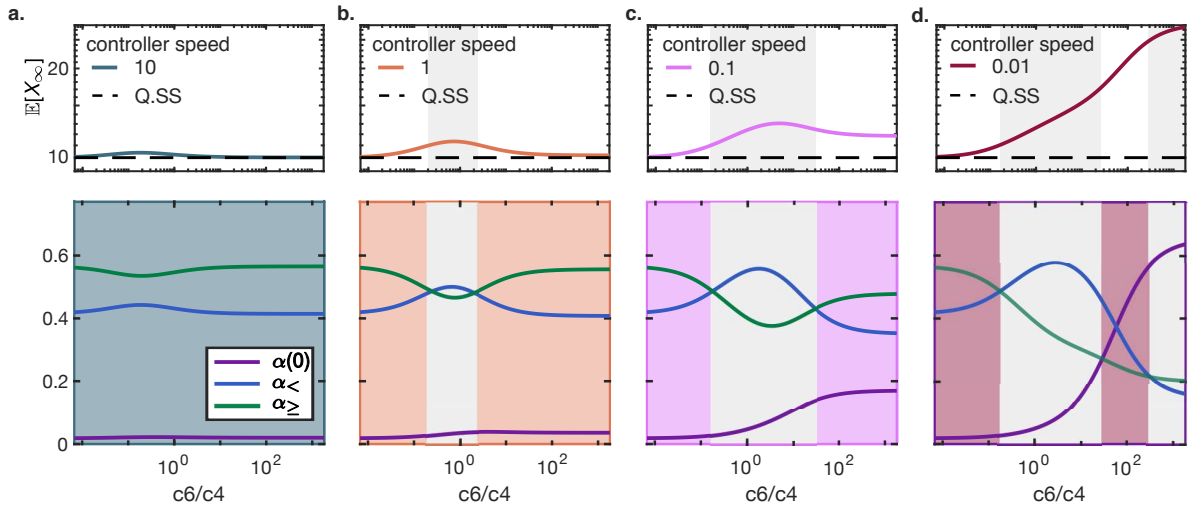 a.
b.
c.
d.
controller speed
10
Q.SS
controller speed
1
Q.SS
controller speed
0.1
Q.SS
controller speed
0.01
Q.SS
𝔼[X∞]
20
10
0.6
0.4
0.2
0
α(0)
α<
α≥
10⁰
10²
10⁰
10²
10⁰
10²
10⁰
10²
c6/c4
c6/c4
c6/c4
c6/c4